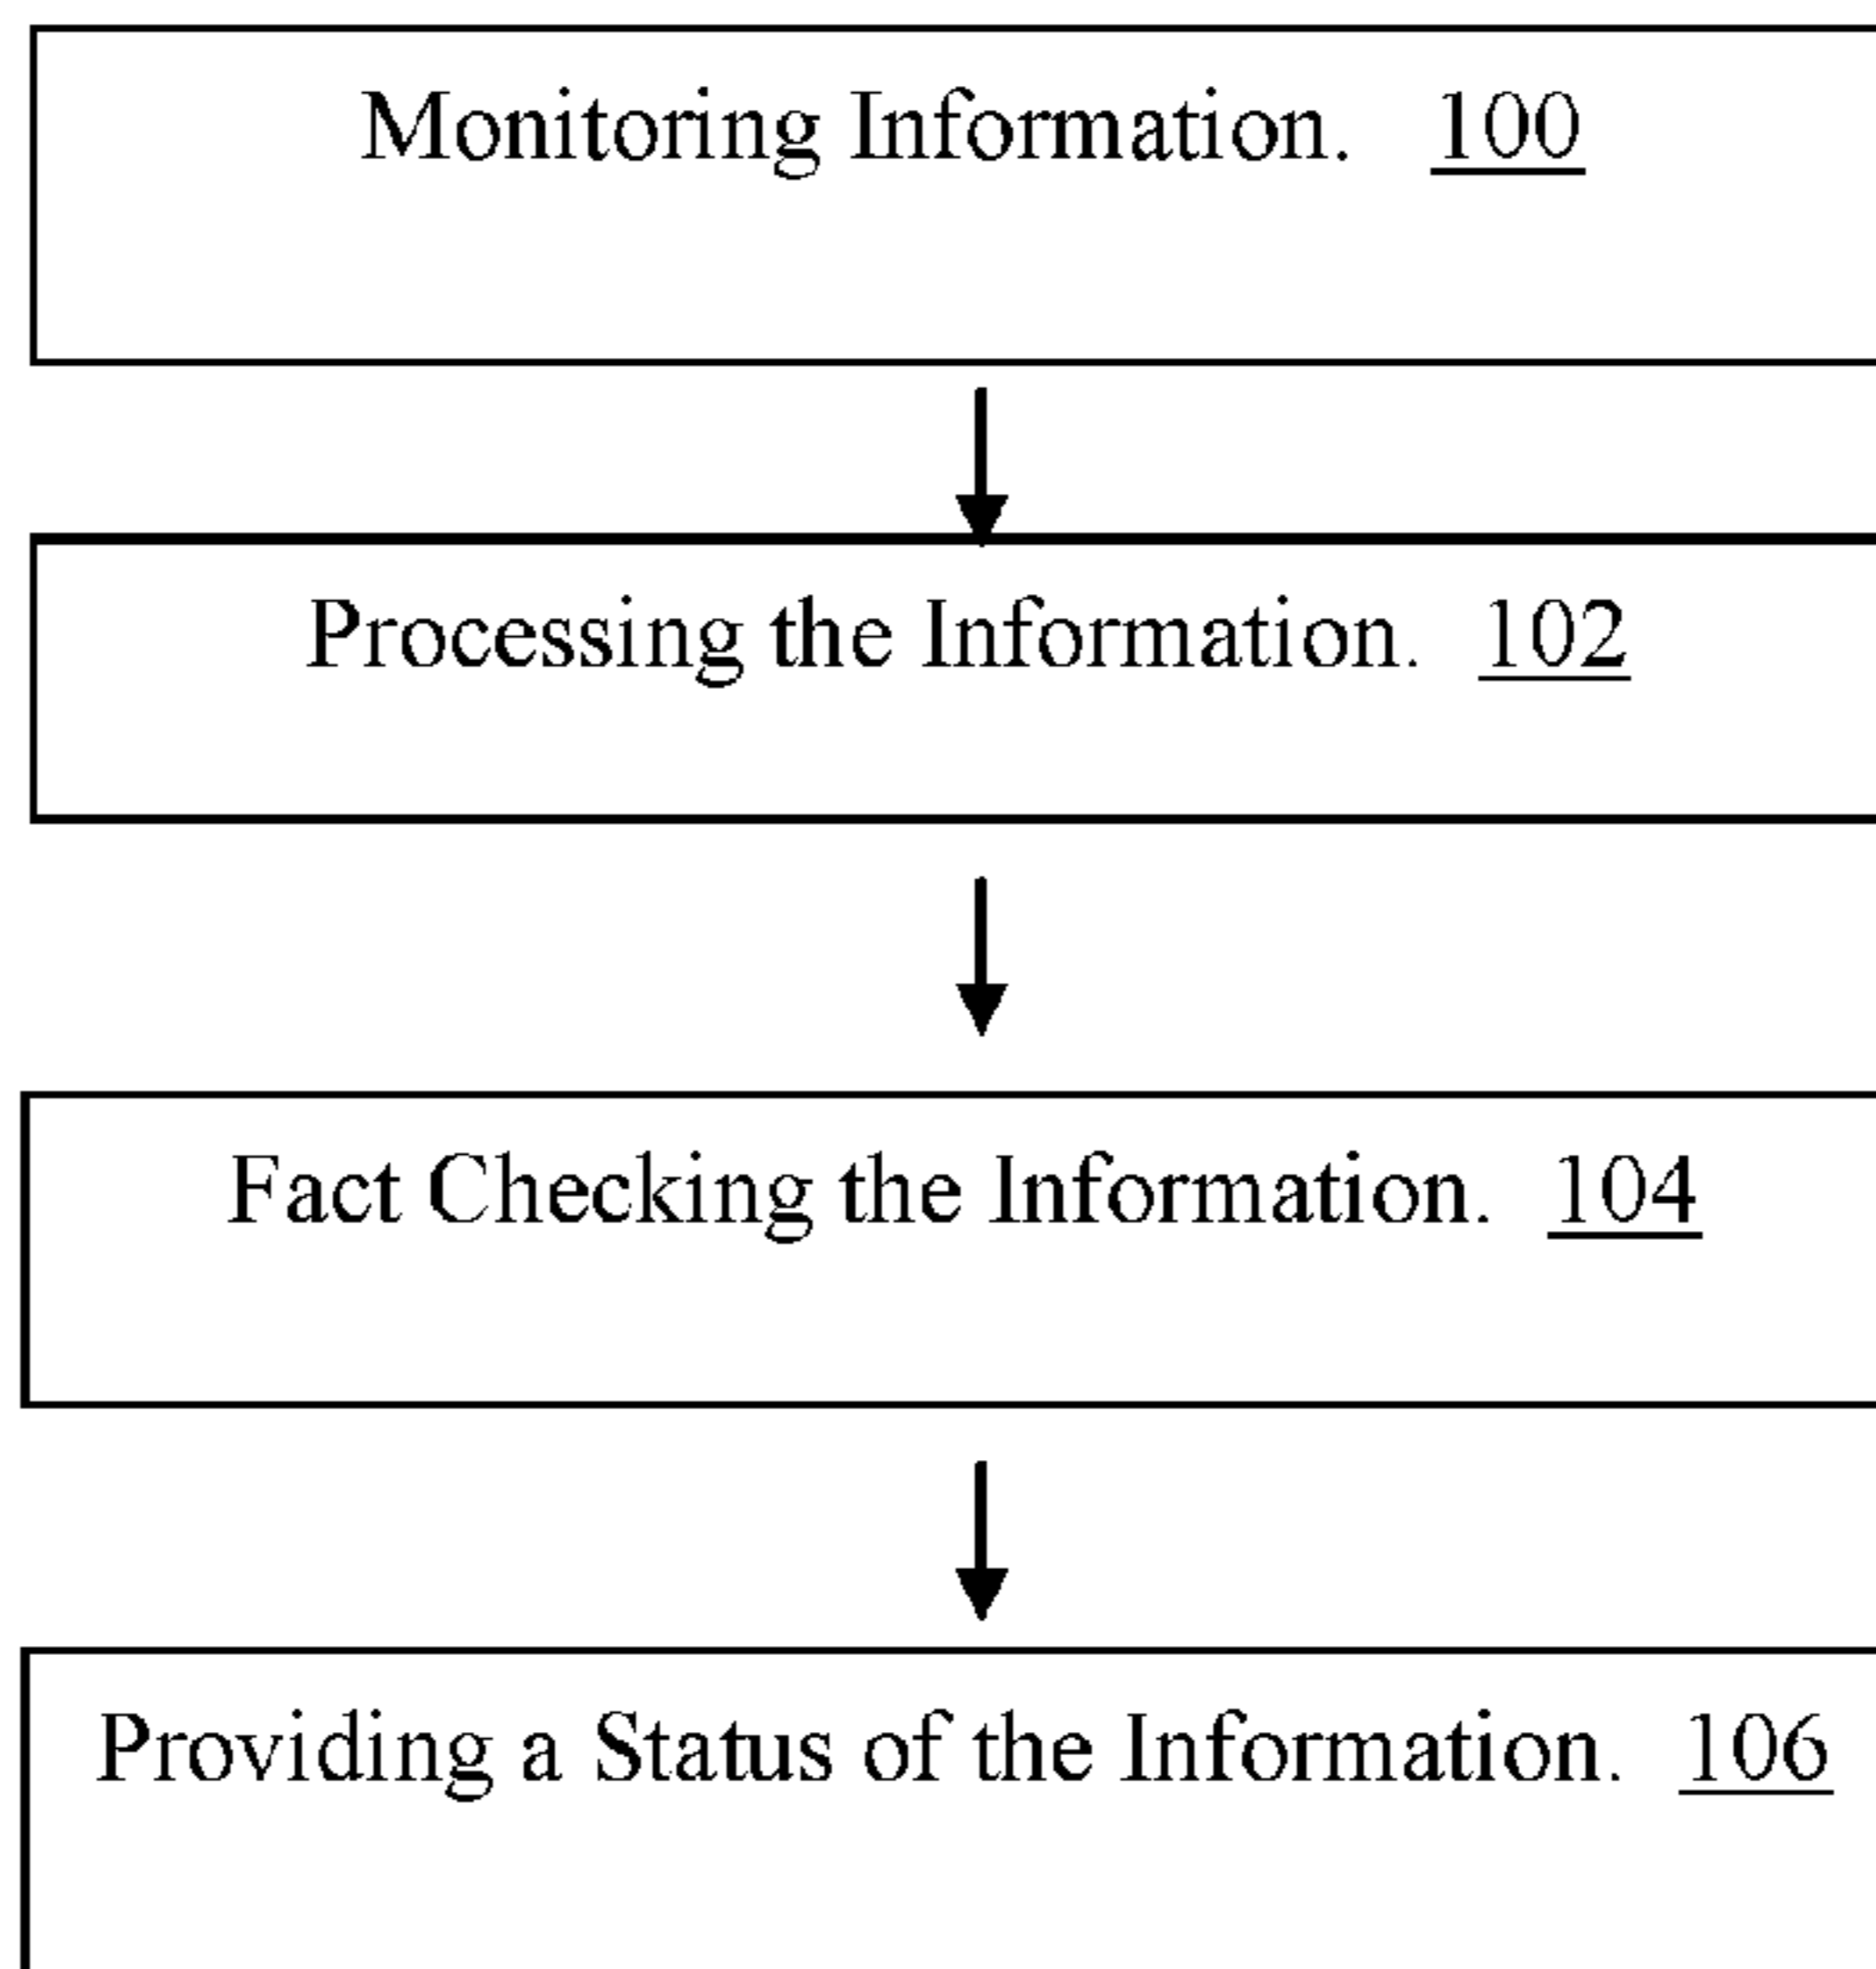 Monitoring Information. 100
Processing the Information. 102
Fact Checking the Information. 104
Providing a Status of the Information. 106